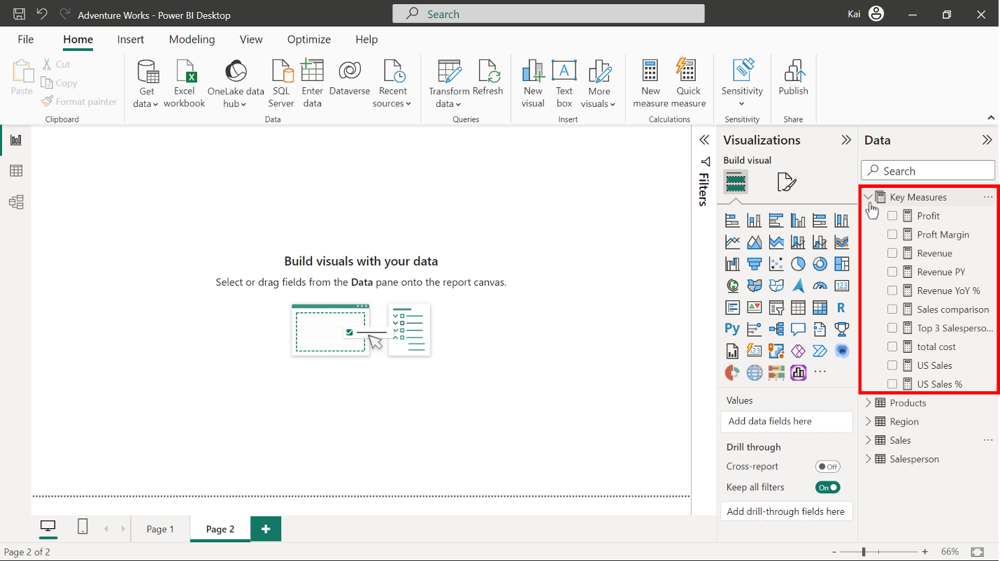 Adventure Works - Power BI Desktop
Search
Kai
File Home Insert Modeling View Optimize Help
Paste
Cut
Copy
Format painter
Clipboard
Get data
Excel workbook
OneLake data hub
SQL Server
Enter data
Dataverse
Recent sources
Data
Transform data
Refresh
Queries
New visual
Text box
More visuals
Insert
New measure
Quick measure
Calculations
Sensitivity
Sensitivity
Publish
Share
Build visuals with your data
Select or drag fields from the Data pane onto the report canvas.
Filters
Visualizations
Build visual
123
R
Py
123
Values
Add data fields here
Drill through
Cross-report
Off
Keep all filters
On
Add drill-through fields here
Data
Search
Key Measures
Profit
Proft Margin
Revenue
Revenue PY
Revenue YoY %
Sales comparison
Top 3 Salesperso...
total cost
US Sales
US Sales %
Products
Region
Sales
Salesperson
Page 1
Page 2
Page 2 of 2
66%